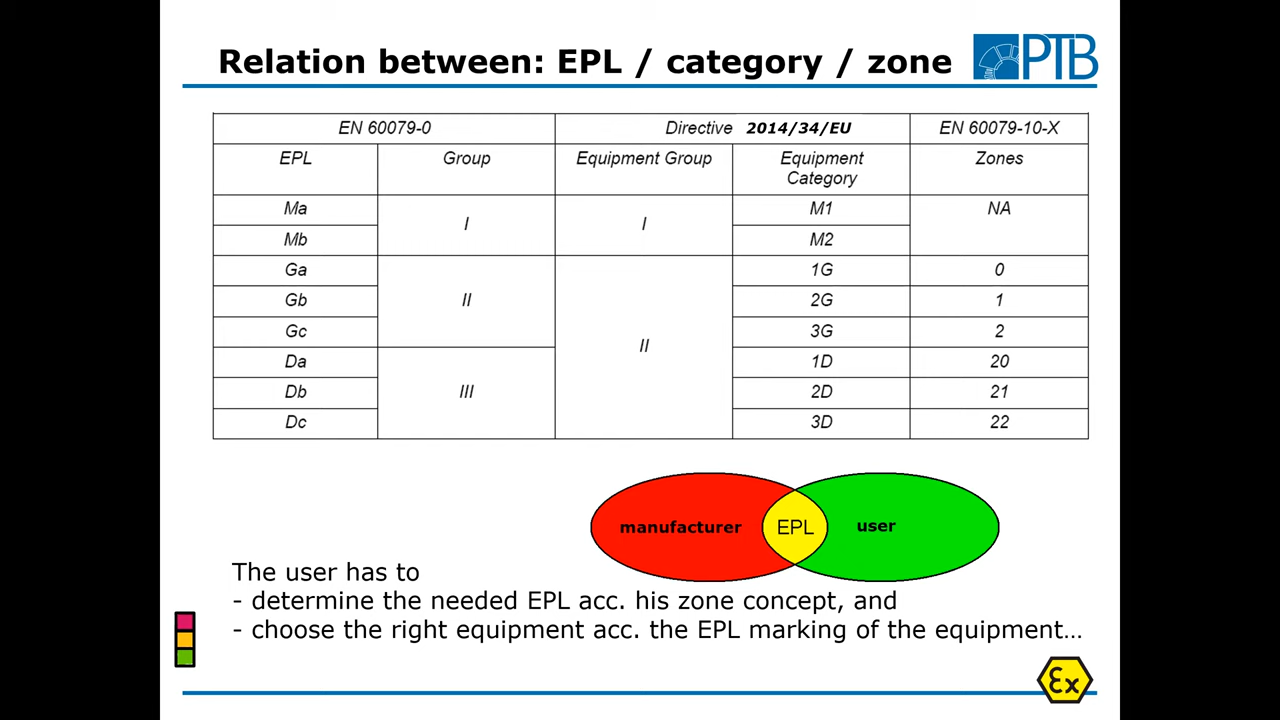 Relation between: EPL / category / zone
PTB
EN 60079-0 Directive 2014/34/EU EN 60079-10-X
EPL Group Equipment Group Equipment Category Zones
Ma I I M1 NA
Mb M2
Ga II II 1G 0
Gb 2G 1
Gc 3G 2
Da III 1D 20
Db 2D 21
Dc 3D 22
manufacturer EPL user
The user has to
- determine the needed EPL acc. his zone concept, and
- choose the right equipment acc. the EPL marking of the equipment…
Ex